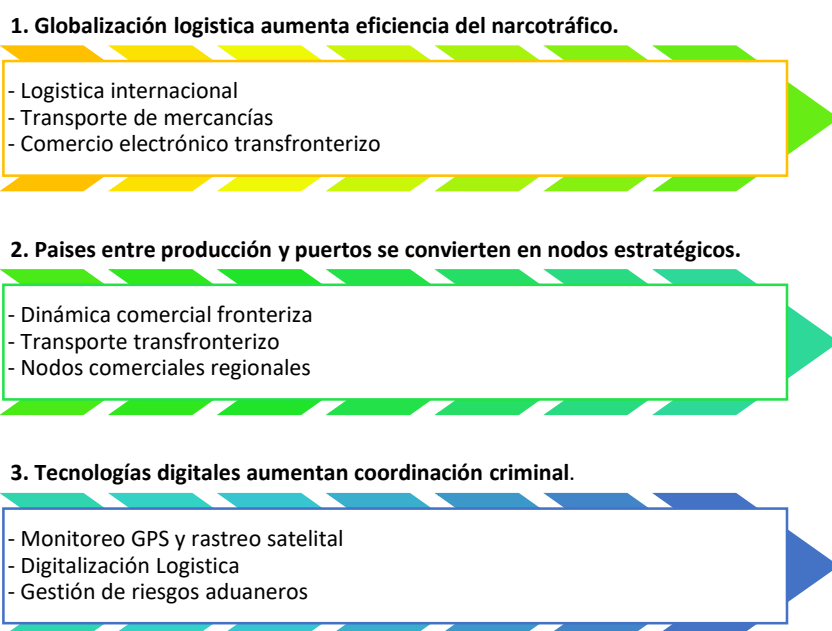 1. Globalización logistica aumenta eficiencia del narcotráfico.
- Logistica internacional
- Transporte de mercancías
- Comercio electrónico transfronterizo
2. Paises entre producción y puertos se convierten en nodos estratégicos.
- Dinámica comercial fronteriza
- Transporte transfronterizo
- Nodos comerciales regionales
3. Tecnologías digitales aumentan coordinación criminal.
- Monitoreo GPS y rastreo satelital
- Digitalización Logistica
- Gestión de riesgos aduaneros